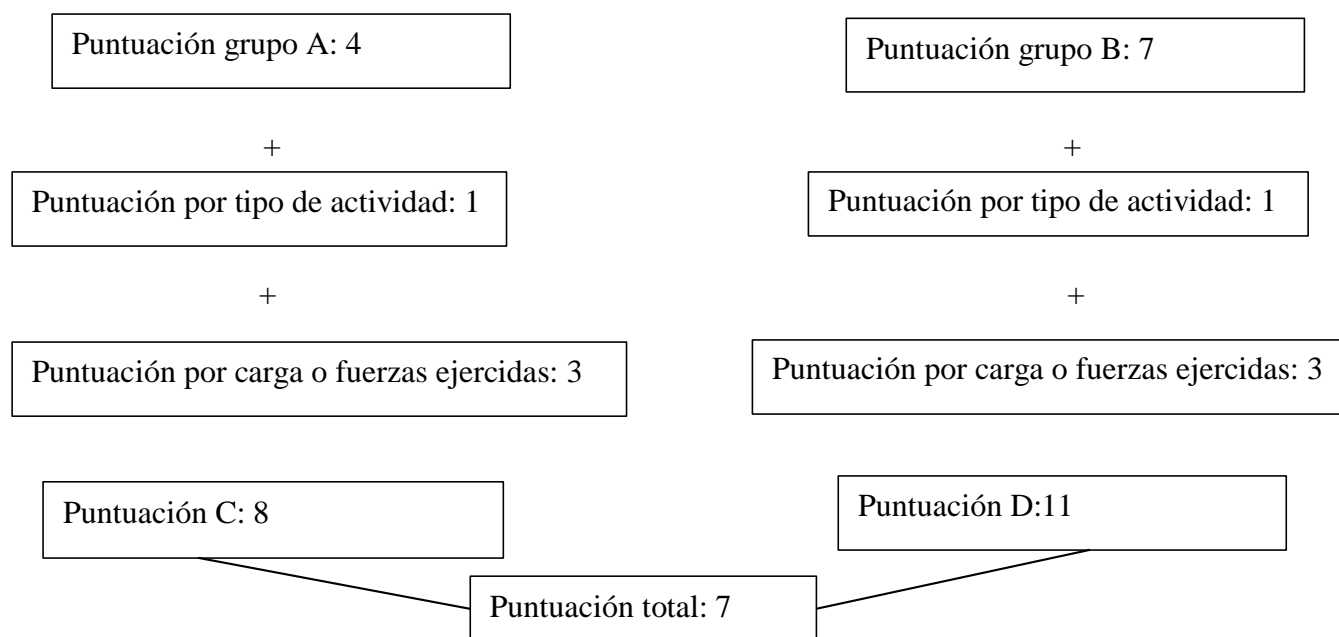 Puntuación grupo A: 4
Puntuación grupo B: 7
+
+
Puntuación por tipo de actividad: 1
Puntuación por tipo de actividad: 1
+
+
Puntuación por carga o fuerzas ejercidas: 3
Puntuación por carga o fuerzas ejercidas: 3
Puntuación C: 8
Puntuación D:11
Puntuación total: 7